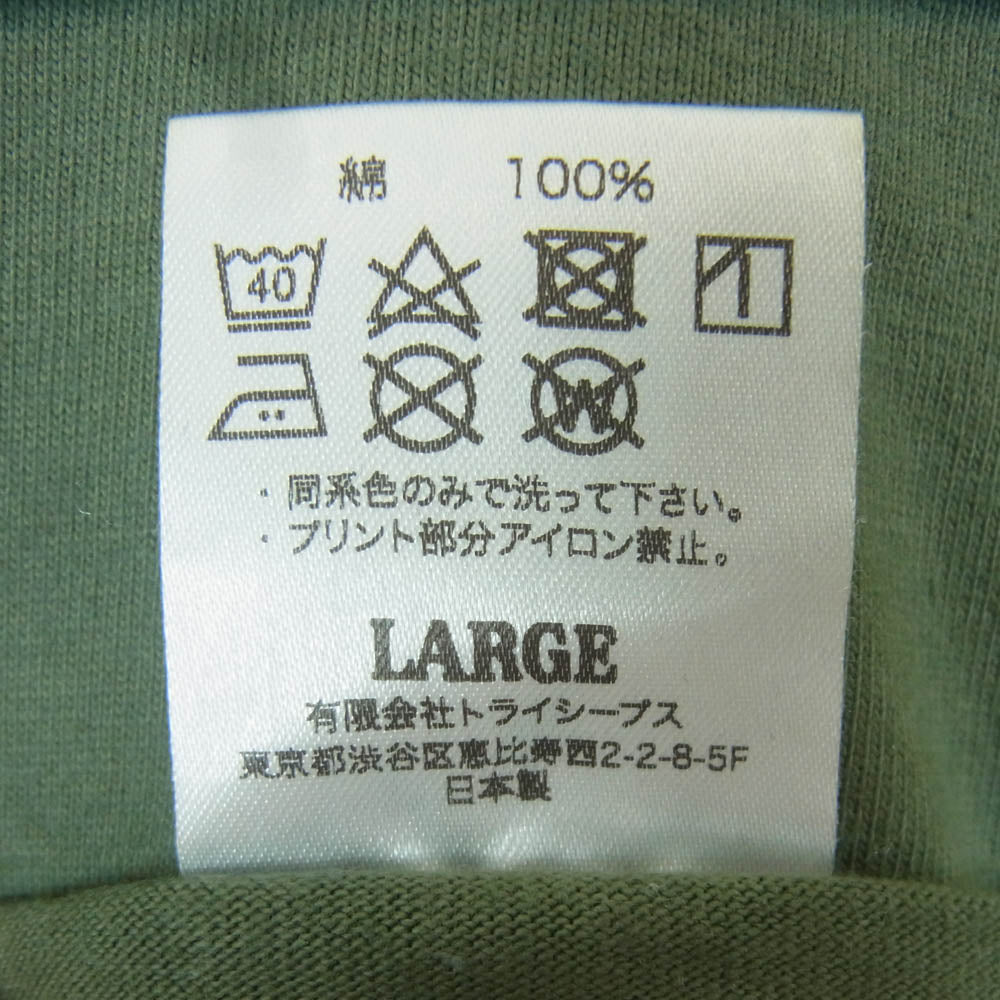 綿 100%
40
W
・同系色のみで洗って下さい。
・プリント部分アイロン禁止。
LARGE
有限会社トライシープス
東京都渋谷区恵比寿西2-2-8-5F
日本製